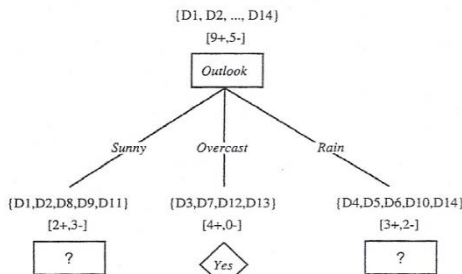 {D1, D2, ..., D14}
[9+,5-]
Outlook
Sunny Overcast Rain
{D1,D2,D8,D9,D11} {D3,D7,D12,D13} {D4,D5,D6,D10,D14}
[2+,3-] [4+,0-] [3+,2-]
? Yes ?